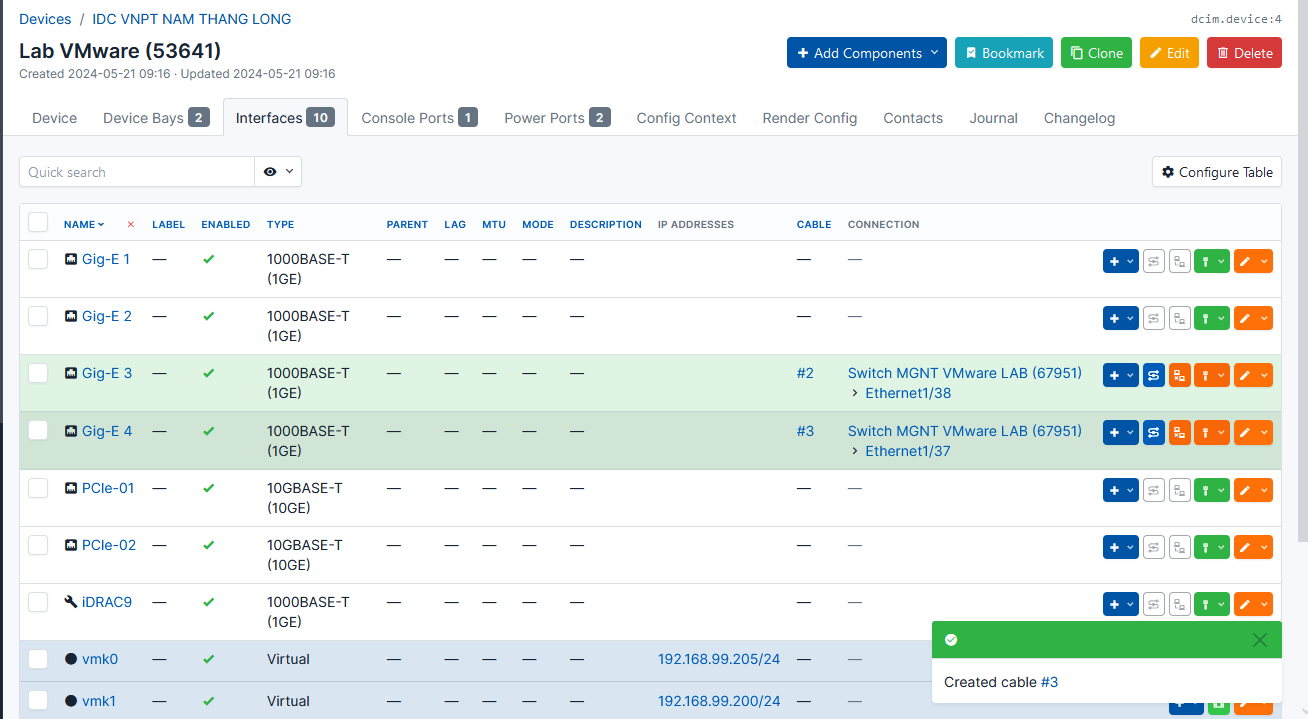 Devices / IDC VNPT NAM THANG LONG
dcim.device:4
Lab VMware (53641)
Created 2024-05-21 09:16 · Updated 2024-05-21 09:16
Add Components
Bookmark
Clone
Edit
Delete
Device
Device Bays 2
Interfaces 10
Console Ports 1
Power Ports 2
Config Context
Render Config
Contacts
Journal
Changelog
Quick search
Configure Table
NAME LABEL ENABLED TYPE PARENT LAG MTU MODE DESCRIPTION IP ADDRESSES CABLE CONNECTION
Gig-E 1 — 1000BASE-T — — — — — — —
(1GE)
Gig-E 2 — 1000BASE-T — — — — — — —
(1GE)
Gig-E 3 — 1000BASE-T — — — — — #2 Switch MGNT VMware LAB (67951)
(1GE) > Ethernet1/38
Gig-E 4 — 1000BASE-T — — — — — #3 Switch MGNT VMware LAB (67951)
(1GE) > Ethernet1/37
PCIe-01 — 10GBASE-T — — — — — — —
(10GE)
PCIe-02 — 10GBASE-T — — — — — — —
(10GE)
iDRAC9 — 1000BASE-T — — — — — — —
(1GE)
vmk0 — Virtual — — — — — 192.168.99.205/24 — —
vmk1 — Virtual — — — — — 192.168.99.200/24 — —
Created cable #3